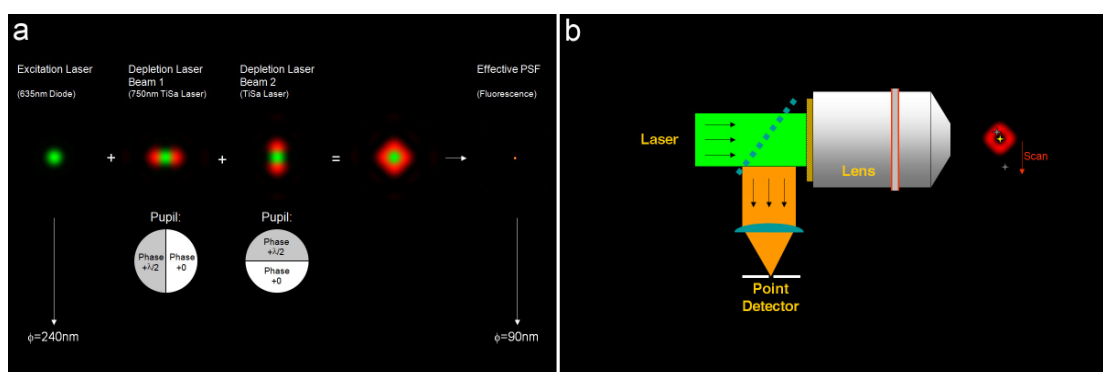 a
Excitation Laser
(635nm Diode)
Depletion Laser
Beam 1
(750nm TiSa Laser)
Depletion Laser
Beam 2
(TiSa Laser)
Effective PSF
(Fluorescence)
+
+
=
Pupil:
Phase
+λ/2
Phase
+0
Pupil:
Phase
+λ/2
Phase
+0
ϕ=240nm
ϕ=90nm
b
Laser
Lens
Scan
Point
Detector